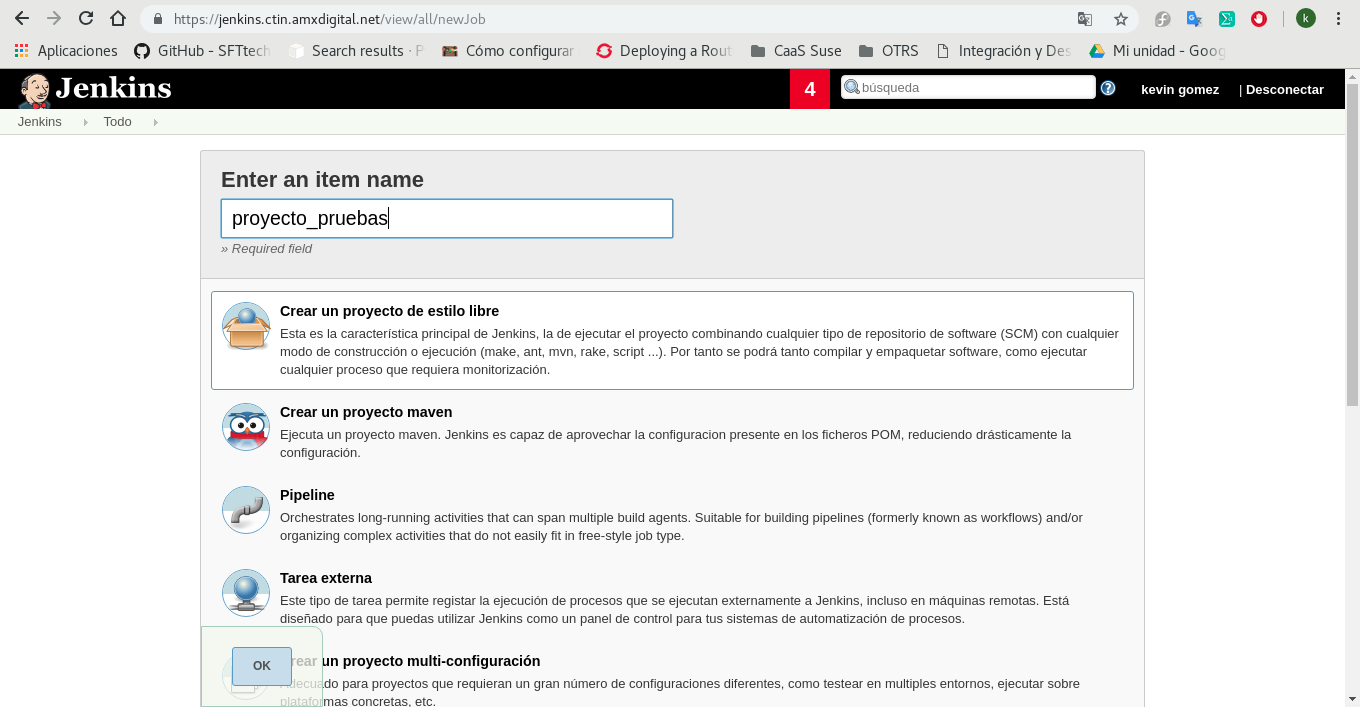 https://jenkins.ctin.amxdigital.net/view/all/newJob
Aplicaciones GitHub - SFTtech Search results · Cómo configurar Deploying a Rout CaaS Suse OTRS Integración y Des Mi unidad - Goog
Jenkins 4 búsqueda kevin gomez | Desconectar
Jenkins Todo
Enter an item name
proyecto_pruebas
» Required field
Crear un proyecto de estilo libre
Esta es la característica principal de Jenkins, la de ejecutar el proyecto combinando cualquier tipo de repositorio de software (SCM) con cualquier
modo de construcción o ejecución (make, ant, mvn, rake, script ...). Por tanto se podrá tanto compilar y empaquetar software, como ejecutar
cualquier proceso que requiera monitorización.
Crear un proyecto maven
Ejecuta un proyecto maven. Jenkins es capaz de aprovechar la configuracion presente en los ficheros POM, reduciendo drásticamente la
configuración.
Pipeline
Orchestrates long-running activities that can span multiple build agents. Suitable for building pipelines (formerly known as workflows) and/or
organizing complex activities that do not easily fit in free-style job type.
Tarea externa
Este tipo de tarea permite registar la ejecución de procesos que se ejecutan externamente a Jenkins, incluso en máquinas remotas. Está
diseñado para que puedas utilizar Jenkins como un panel de control para tus sistemas de automatización de procesos.
OK
Crear un proyecto multi-configuración
Adecuado para proyectos que requieran un gran número de configuraciones diferentes, como testear en multiples entornos, ejecutar sobre
plataformas concretas, etc.